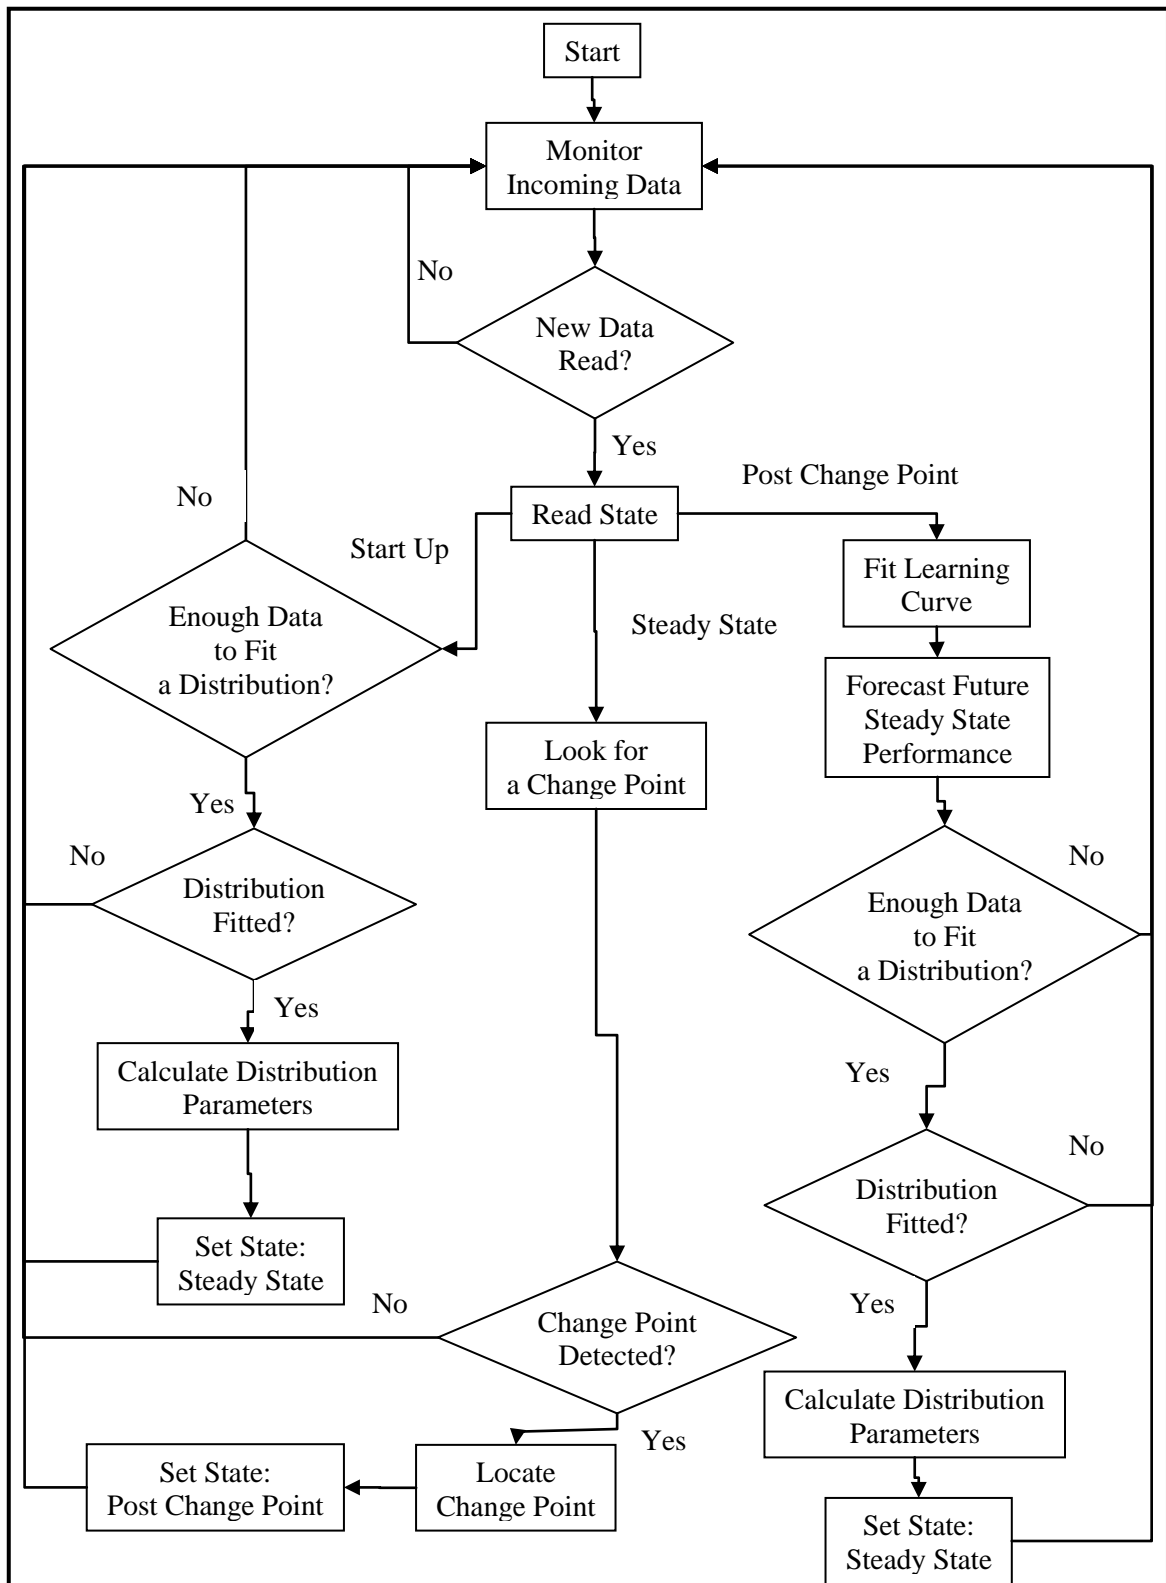 Start
Monitor
Incoming Data
No
New Data
Read?
Yes
Post Change Point
No
Read State
Start Up
Fit Learning
Curve
Enough Data
to Fit
a Distribution?
Steady State
Forecast Future
Steady State
Performance
Look for
a Change Point
Yes
No
Distribution
Fitted?
No
Enough Data
to Fit
a Distribution?
Yes
Calculate Distribution
Parameters
Yes
No
Distribution
Fitted?
Set State:
Steady State
No
Change Point
Detected?
Yes
Yes
Calculate Distribution
Parameters
Set State:
Post Change Point
Locate
Change Point
Set State:
Steady State